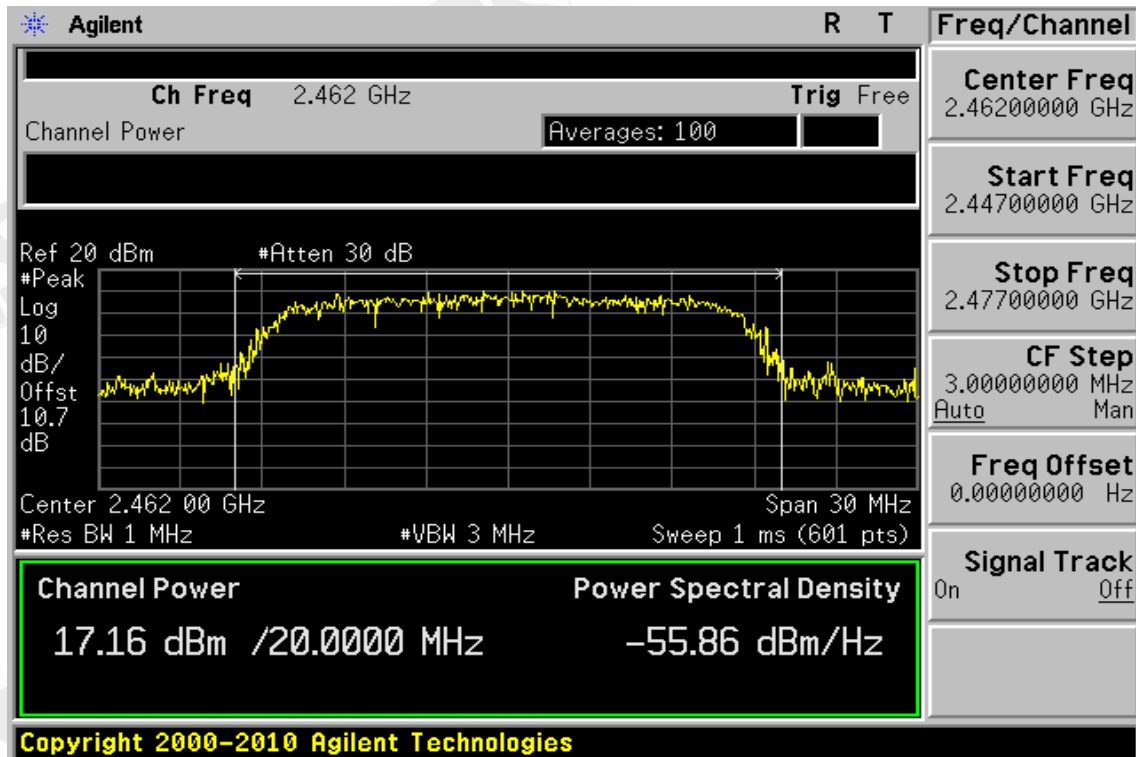 Agilent R T
Ch Freq 2.462 GHz Trig Free
Channel Power Averages: 100
Ref 20 dBm #Atten 30 dB
#Peak
Log
10
dB/
Offst
10.7
dB
Center 2.462 00 GHz Span 30 MHz
#Res BW 1 MHz #VBW 3 MHz Sweep 1 ms (601 pts)
Channel Power Power Spectral Density
17.16 dBm /20.0000 MHz -55.86 dBm/Hz
Copyright 2000-2010 Agilent Technologies
Freq/Channel
Center Freq
2.46200000 GHz
Start Freq
2.44700000 GHz
Stop Freq
2.47700000 GHz
CF Step
3.00000000 MHz
Auto Man
Freq Offset
0.00000000 Hz
Signal Track
On Off